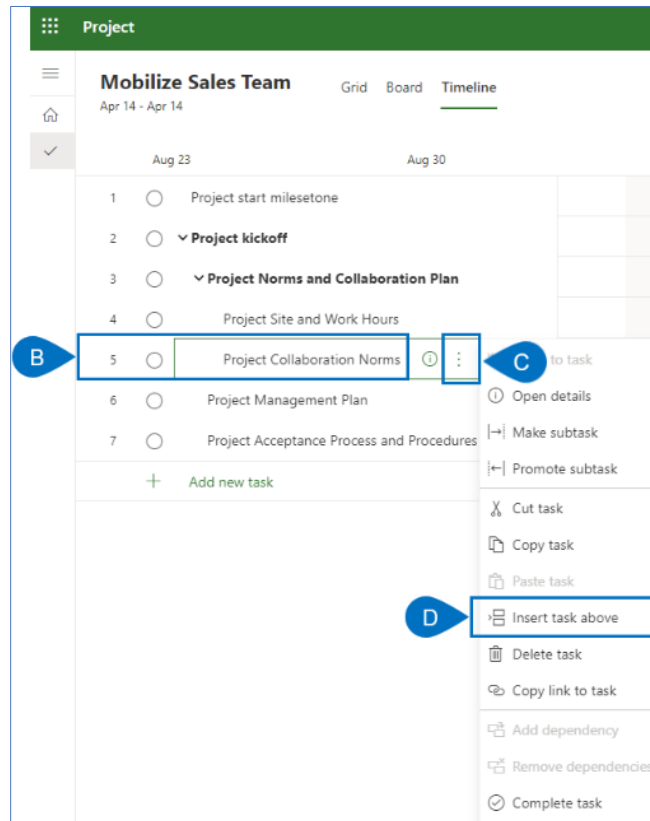 Project
Mobilize Sales Team
Grid Board Timeline
Apr 14 - Apr 14
Aug 23 Aug 30
1 Project start milesetone
2 Project kickoff
3 Project Norms and Collaboration Plan
4 Project Site and Work Hours
B
5 Project Collaboration Norms
C
to task
Open details
6 Project Management Plan
Make subtask
7 Project Acceptance Process and Procedures
Promote subtask
Add new task
Cut task
Copy task
Paste task
D
Insert task above
Delete task
Copy link to task
Add dependency
Remove dependencies
Complete task